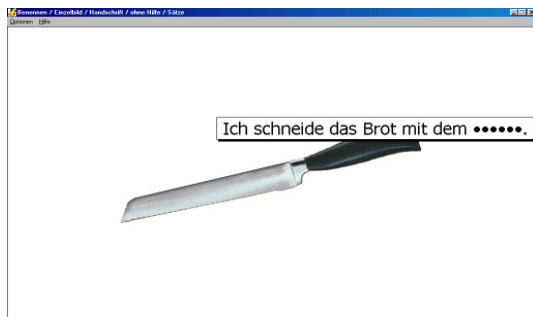 Benennen / Einzelbild / Handschrift / ohne Hilfe / Sätze
Optionen Hilfe
Ich schneide das Brot mit dem ••••••.